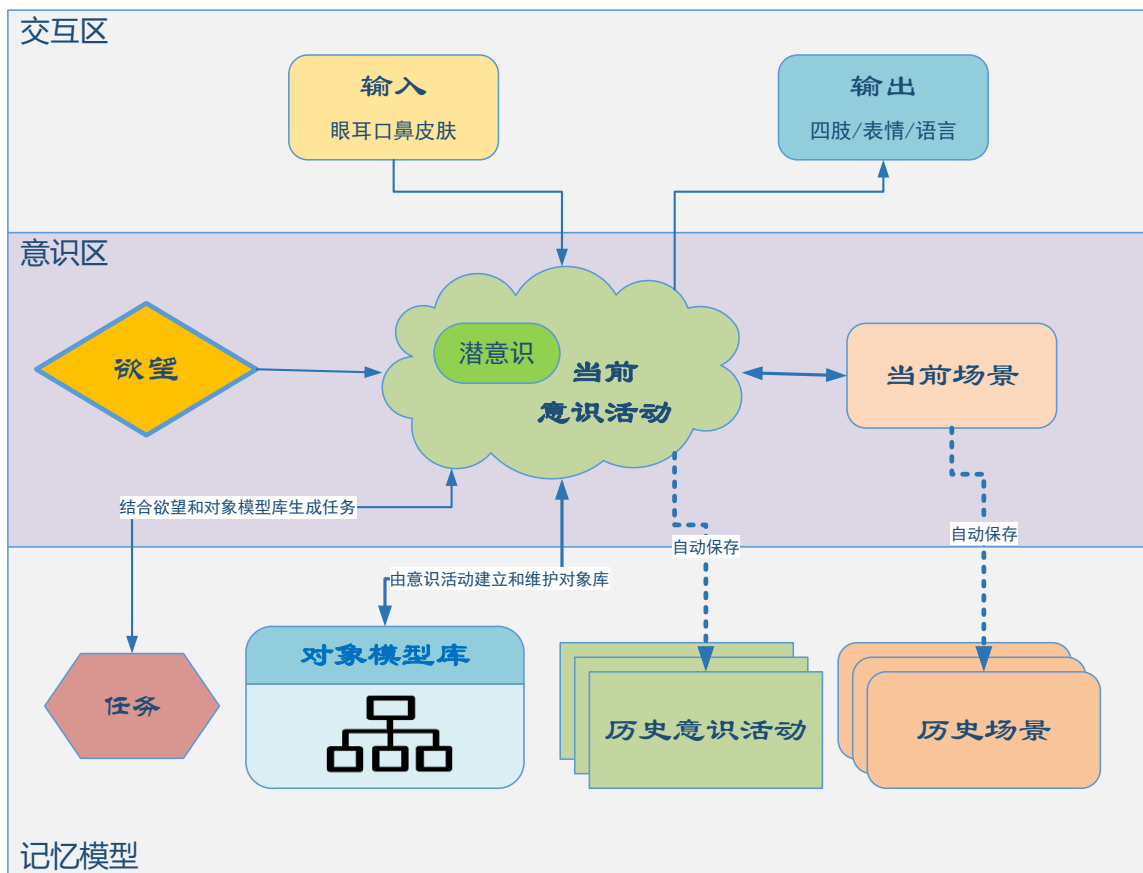 交互区
输入
眼耳口鼻皮肤
输出
四肢/表情/语言
意识区
欲望
潜意识
当前
意识活动
当前场景
结合欲望和对象模型库生成任务
自动保存
自动保存
由意识活动建立和维护对象库
任务
对象模型库
历史意识活动
历史场景
记忆模型